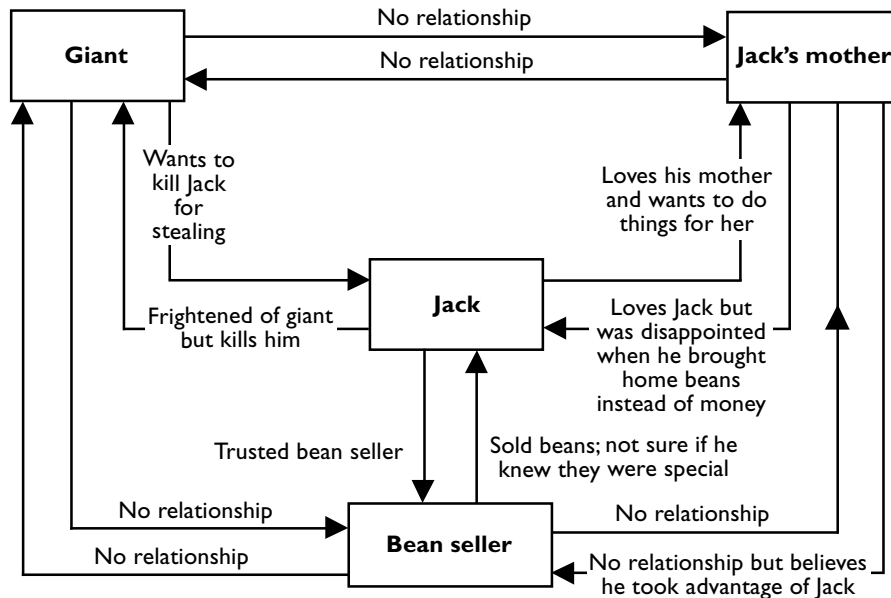 No relationship
Giant
Jack's mother
No relationship
Wants to
kill Jack
for
stealing
Loves his mother
and wants to do
things for her
Jack
Frightened of giant
but kills him
Loves Jack but
was disappointed
when he brought
home beans
instead of money
Trusted bean seller
Sold beans; not sure if he
knew they were special
No relationship
No relationship
Bean seller
No relationship
No relationship but believes
he took advantage of Jack